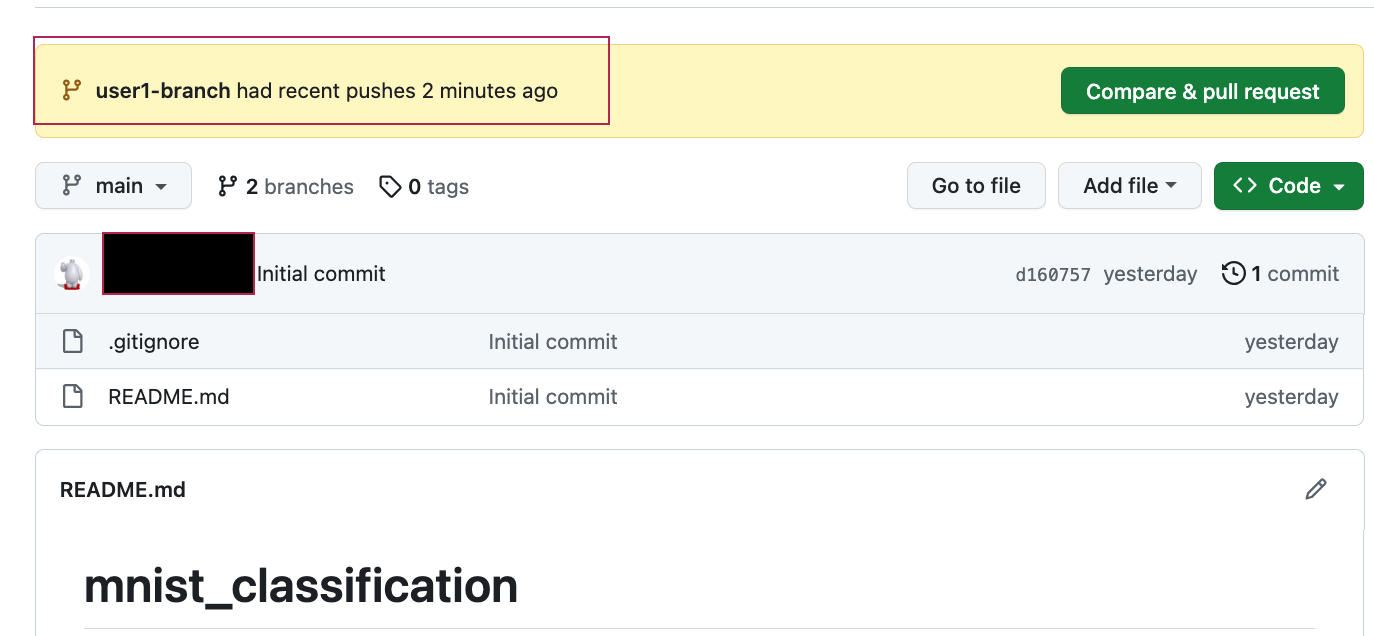 user1-branch had recent pushes 2 minutes ago
Compare & pull request
main 2 branches 0 tags Go to file Add file Code
Initial commit d160757 yesterday 1 commit
.gitignore Initial commit yesterday
README.md Initial commit yesterday
README.md
mnist_classification